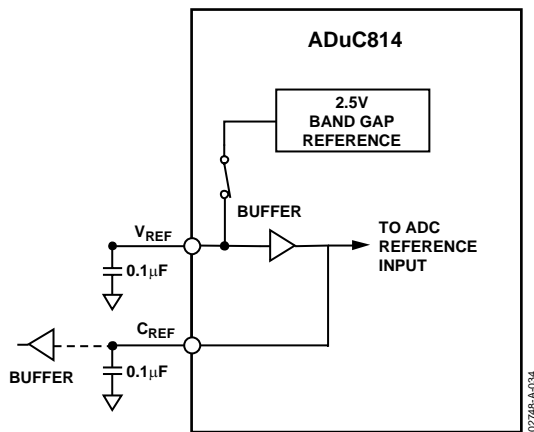 ADuC814
2.5V
BAND GAP
REFERENCE
BUFFER
VREF
TO ADC
REFERENCE
INPUT
0.1μF
CREF
0.1μF
BUFFER
02748-A-034